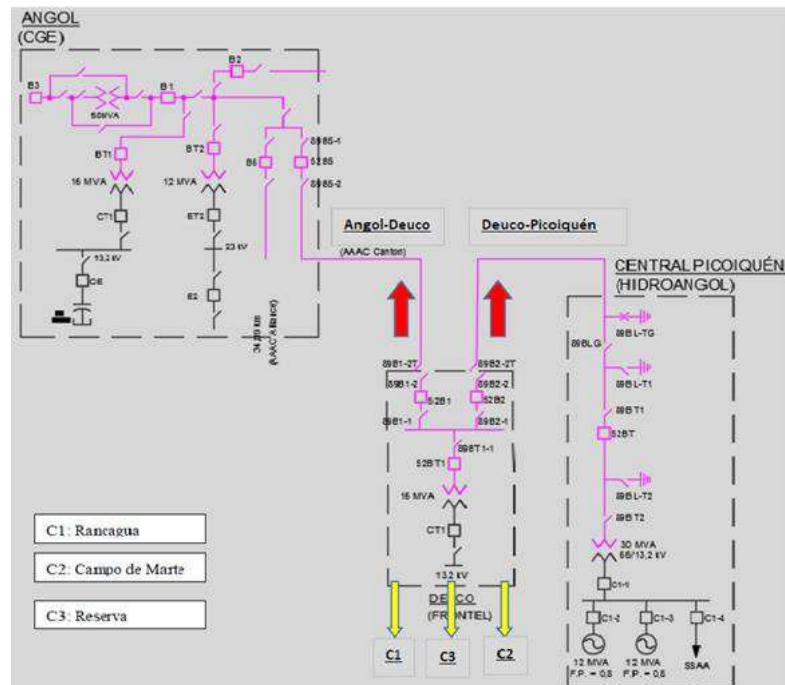 ANGOL
(CGE)
B2
B3
B1
50MVA
BT1
BT2
16 MVA
12 MVA
CT1
ET2
13,2 kV
23 kV
CE
E2
B6
89B5-1
52B5
89B5-2
34,09 km
(AAAC Alliance)
Angol-Deuco
(AAAC Canton)
Deuco-Picoiquén
CENTRAL PICOIQUÉN
(HIDROANGOL)
89BL-TG
89BLG
89BL-T1
89BT1
52BT
89BL-T2
89BT2
30 MVA
66/13,2 kV
C1-1
C1-2
C1-3
C1-4
12 MVA
F.P. = 0,8
12 MVA
F.P. = 0,8
SSAA
89B1-2T
89B2-2T
89B1-2
89B2-2
52B1
52B2
89B1-1
89B2-1
89BT1-1
52BT1
16 MVA
CT1
13,2 kV
DEUCO
(FRONTEL)
C1
C3
C2
C1: Rancagua
C2: Campo de Marte
C3: Reserva